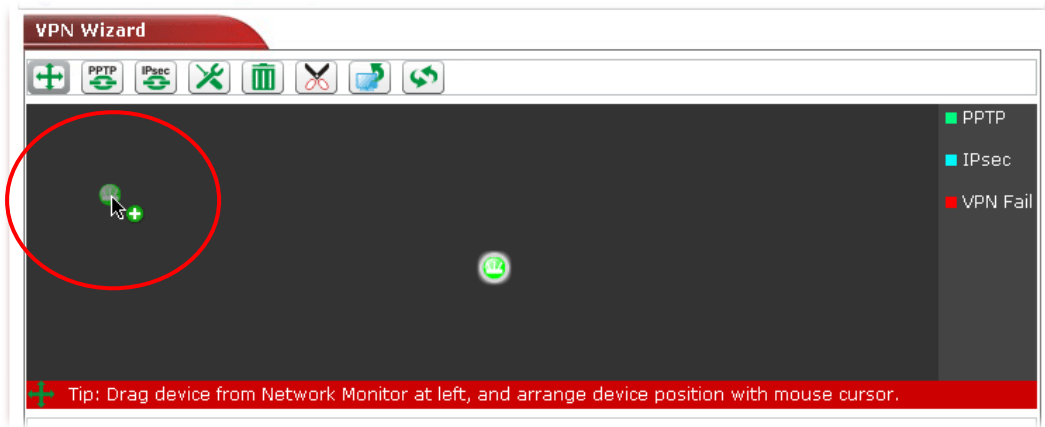 VPN Wizard
PPTP IPsec
PPTP
IPsec
VPN Fail
Tip: Drag device from Network Monitor at left, and arrange device position with mouse cursor.